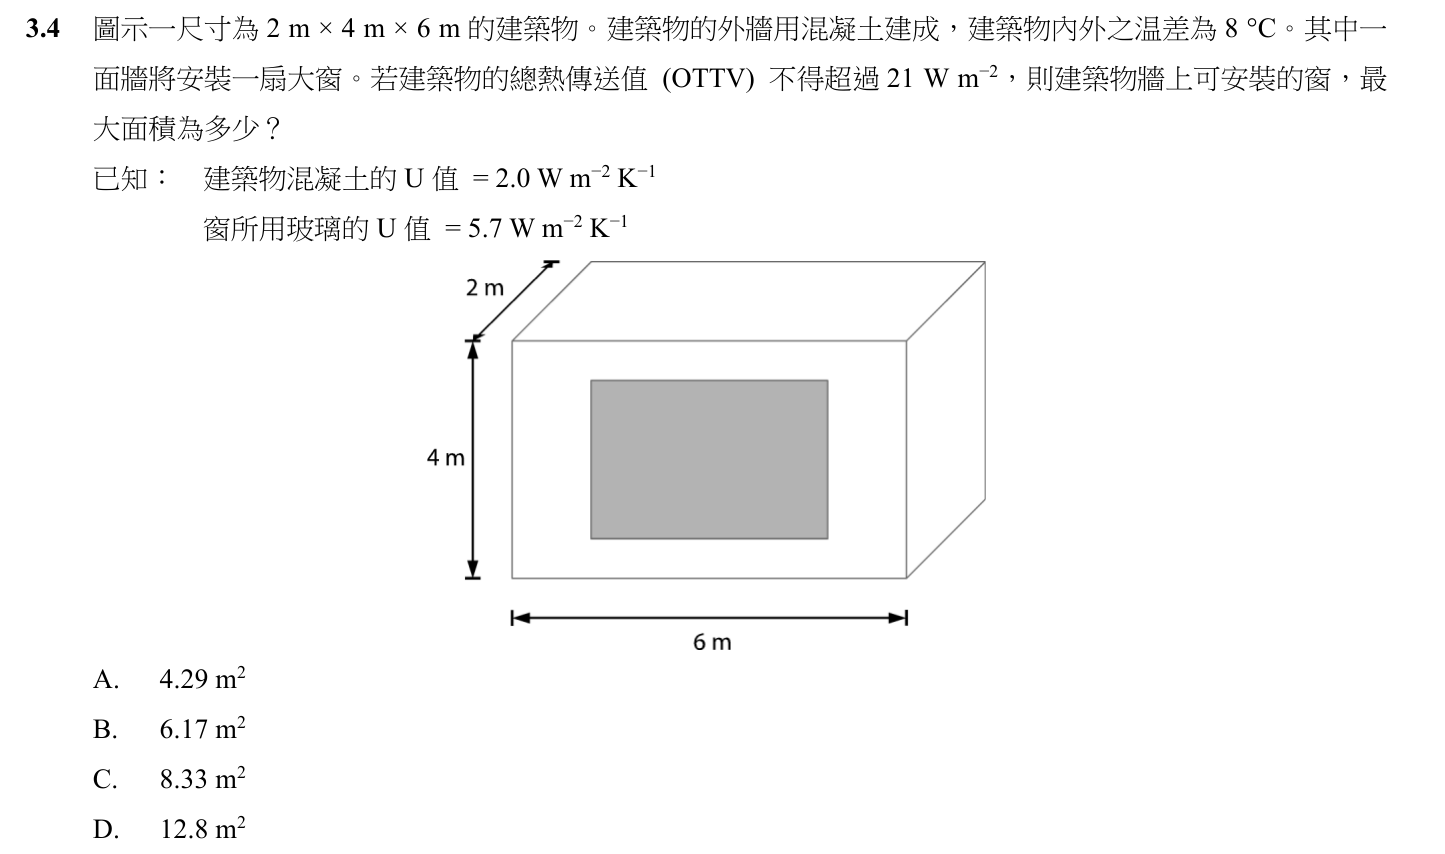 3.4 圖示一尺寸為 2 m × 4 m × 6 m 的建築物。建築物的外牆用混凝土建成，建築物內外之温差為 8 °C。其中一
面牆將安裝一扇大窗。若建築物的總熱傳送值 (OTTV) 不得超過 21 W m⁻²，則建築物牆上可安裝的窗，最
大面積為多少？
已知： 建築物混凝土的 U 值 = 2.0 W m⁻² K⁻¹
窗所用玻璃的 U 值 = 5.7 W m⁻² K⁻¹
2 m
4 m
6 m
A. 4.29 m²
B. 6.17 m²
C. 8.33 m²
D. 12.8 m²